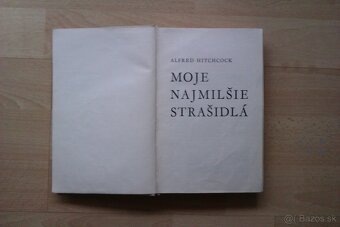 ALFRED HITCHCOCK
MOJE
NAJMILŠIE
STRAŠIDLÁ
Bazos.sk